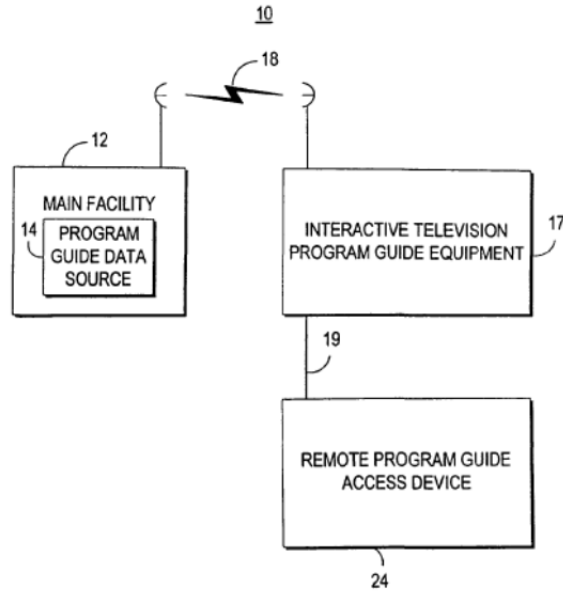 10
18
12
MAIN FACILITY
14
PROGRAM
GUIDE DATA
SOURCE
INTERACTIVE TELEVISION
PROGRAM GUIDE EQUIPMENT
17
19
REMOTE PROGRAM GUIDE
ACCESS DEVICE
24